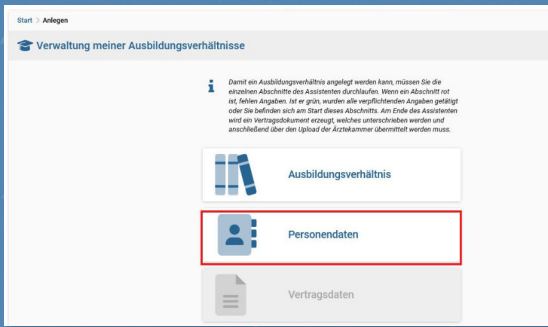 Start > Anlegen
Verwaltung meiner Ausbildungsverhältnisse
Damit ein Ausbildungsverhältnis angelegt werden kann, müssen Sie die
einzelnen Abschnitte des Assistenten durchlaufen. Wenn ein Abschnitt rot
ist, fehlen Angaben. Ist er grün, wurden alle verpflichtenden Angaben getätigt
oder Sie befinden sich am Start dieses Abschnitts. Am Ende des Assistenten
wird ein Vertragsdokument erzeugt, welches unterschrieben werden und
anschließend über den Upload der Ärztekammer übermittelt werden muss.
Ausbildungsverhältnis
Personendaten
Vertragsdaten